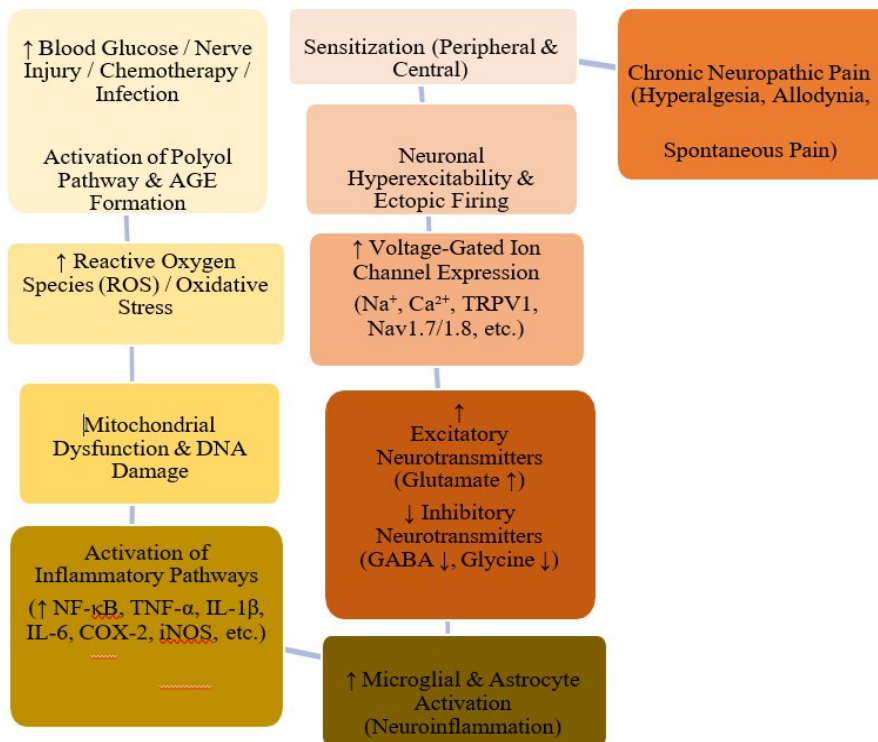 ↑ Blood Glucose / Nerve
Injury / Chemotherapy /
Infection
Activation of Polyol
Pathway & AGE
Formation
↑ Reactive Oxygen
Species (ROS) / Oxidative
Stress
Mitochondrial
Dysfunction & DNA
Damage
Activation of
Inflammatory Pathways
(↑ NF-κB, TNF-α, IL-1β,
IL-6, COX-2, iNOS, etc.)
↑ Microglial & Astrocyte
Activation
(Neuroinflammation)
↑
Excitatory
Neurotransmitters
(Glutamate ↑)
↓ Inhibitory
Neurotransmitters
(GABA ↓, Glycine ↓)
↑ Voltage-Gated Ion
Channel Expression
(Na⁺, Ca²⁺, TRPV1,
Nav1.7/1.8, etc.)
Neuronal
Hyperexcitability &
Ectopic Firing
Sensitization (Peripheral &
Central)
Chronic Neuropathic Pain
(Hyperalgesia, Allodynia,
Spontaneous Pain)